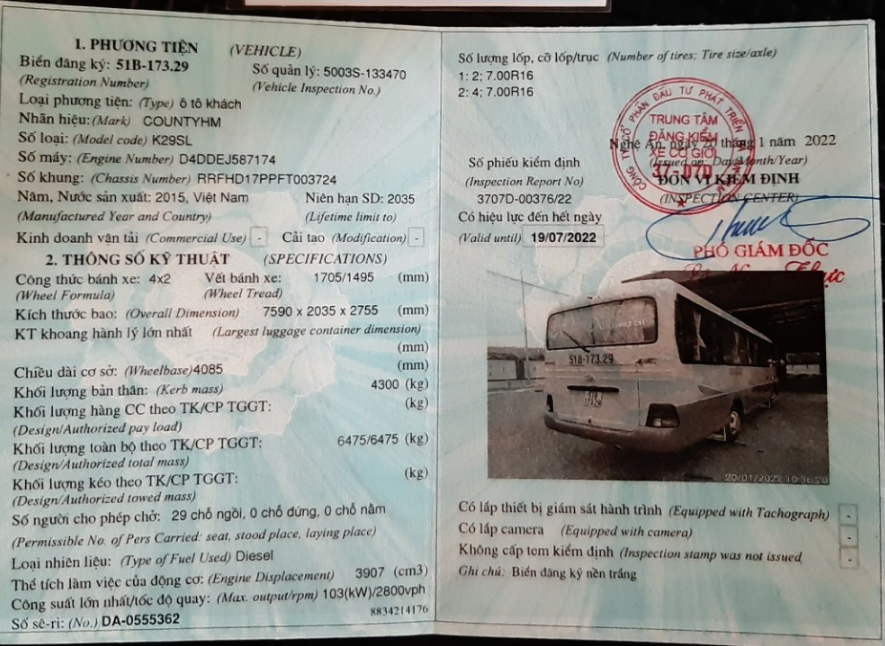 1. PHƯƠNG TIỆN (VEHICLE)
Biển đăng ký: 51B-173.29
(Registration Number)
Số quản lý: 5003S-133470
(Vehicle Inspection No.)
Loại phương tiện: (Type) ô tô khách
Nhãn hiệu: (Mark) COUNTYHM
Số loại: (Model code) K29SL
Số máy: (Engine Number) D4DDEJ587174
Số khung: (Chassis Number) RRFHD17PPFT003724
Năm, Nước sản xuất: 2015, Việt Nam
(Manufactured Year and Country)
Niên hạn SD: 2035
(Lifetime limit to)
Kinh doanh vận tải (Commercial Use) - Cải tạo (Modification) -
2. THÔNG SỐ KỸ THUẬT (SPECIFICATIONS)
Công thức bánh xe: 4x2
(Wheel Formula)
Vết bánh xe: 1705/1495 (mm)
(Wheel Tread)
Kích thước bao: (Overall Dimension) 7590 x 2035 x 2755 (mm)
KT khoang hành lý lớn nhất (Largest luggage container dimension)
(mm)
Chiều dài cơ sở: (Wheelbase)4085 (mm)
Khối lượng bản thân: (Kerb mass) 4300 (kg)
Khối lượng hàng CC theo TK/CP TGGT: (kg)
(Design/Authorized pay load)
Khối lượng toàn bộ theo TK/CP TGGT: 6475/6475 (kg)
(Design/Authorized total mass)
Khối lượng kéo theo TK/CP TGGT: (kg)
(Design/Authorized towed mass)
Số người cho phép chở: 29 chỗ ngồi, 0 chỗ đứng, 0 chỗ nằm
(Permissible No. of Pers Carried: seat, stood place, laying place)
Loại nhiên liệu: (Type of Fuel Used) Diesel
Thể tích làm việc của động cơ: (Engine Displacement) 3907 (cm3)
Công suất lớn nhất/tốc độ quay: (Max. output/rpm) 103(kW)/2800vph
Số sê-ri: (No.) DA-0555362
8834214176
Số lượng lốp, cỡ lốp/trục (Number of tires; Tire size/axle)
1: 2; 7.00R16
2: 4; 7.00R16
CÔNG TY CỔ PHẦN ĐẦU TƯ PHÁT TRIỂN
TRUNG TÂM
ĐĂNG KIỂM
XE CƠ GIỚI
37-07D
Nghệ An, ngày 20 tháng 1 năm 2022
(Issued on: Day/Month/Year)
ĐƠN VỊ KIỂM ĐỊNH
(INSPECTION CENTER)
Số phiếu kiểm định
(Inspection Report No)
3707D-00376/22
Có hiệu lực đến hết ngày
(Valid until) 19/07/2022
PHÓ GIÁM ĐỐC
51B-173.29
20/01/2022 10:36:20
Có lắp thiết bị giám sát hành trình (Equipped with Tachograph) -
Có lắp camera (Equipped with camera) -
Không cấp tem kiểm định (Inspection stamp was not issued -
Ghi chú: Biển đăng ký nền trắng